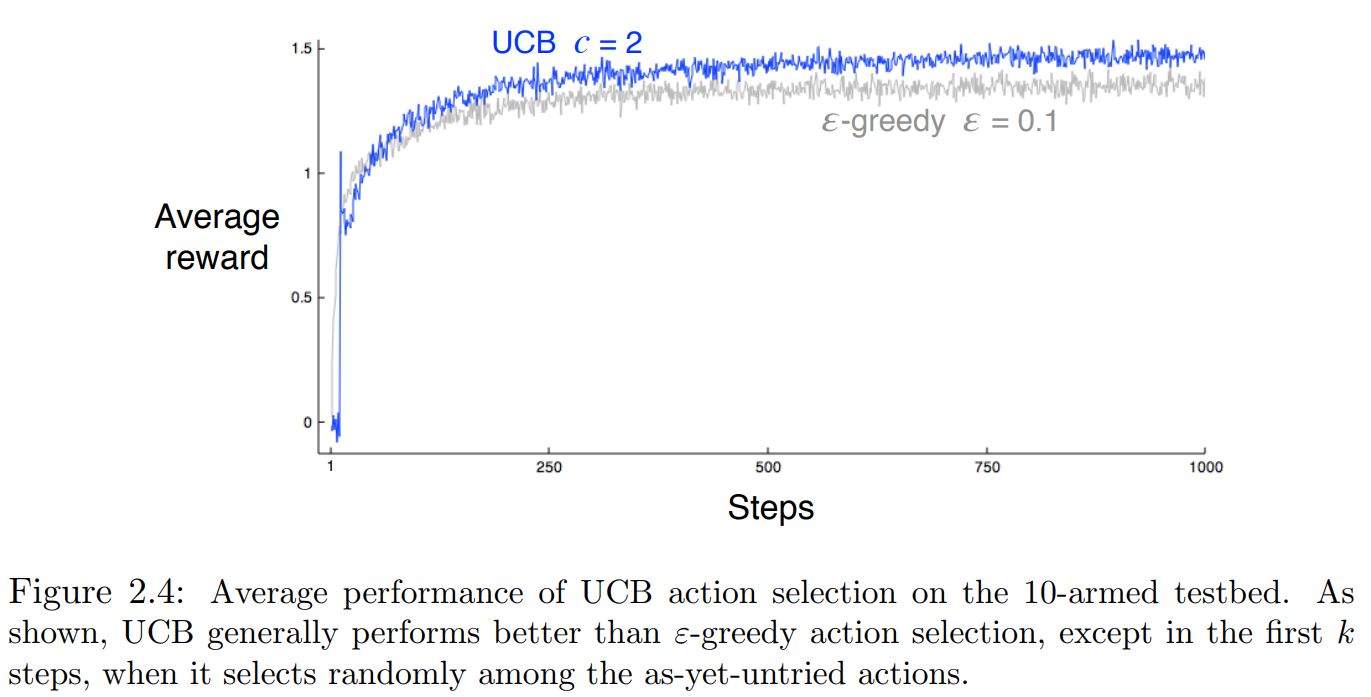 UCB c = 2
1.5
ε-greedy ε = 0.1
1
Average
reward
0.5
0
1
250
500
750
1000
Steps
Figure 2.4: Average performance of UCB action selection on the 10-armed testbed. As
shown, UCB generally performs better than ε-greedy action selection, except in the first k
steps, when it selects randomly among the as-yet-untried actions.